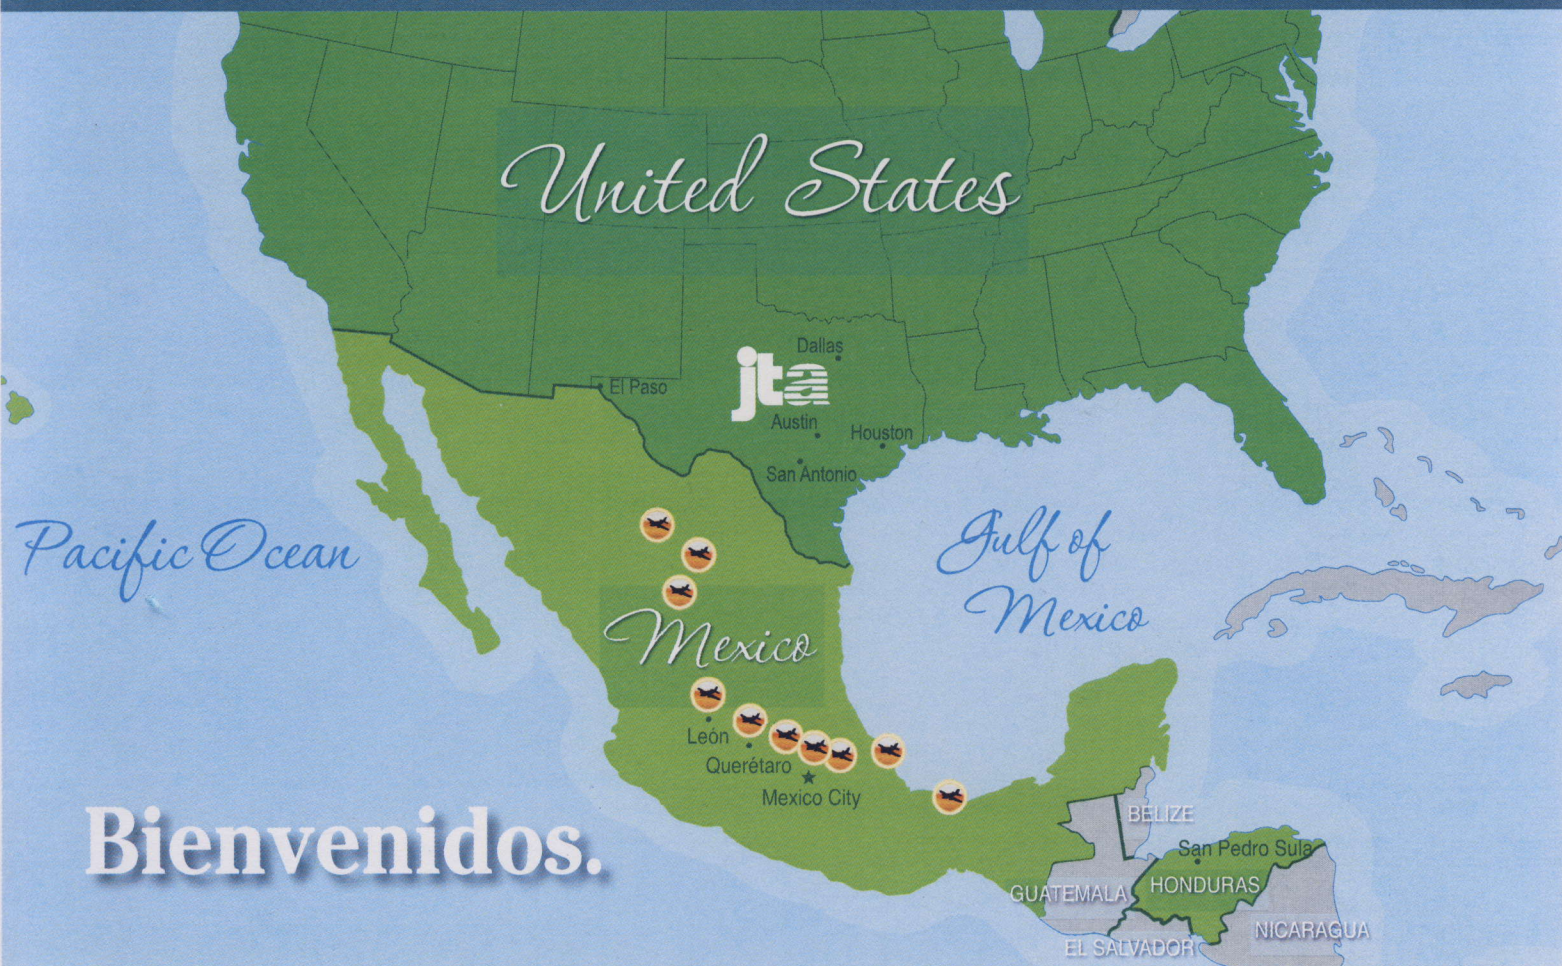 United States
Dallas
jta
El Paso
Austin
Houston
San Antonio
Pacific Ocean
Gulf of
Mexico
Mexico
León
Querétaro
Mexico City
Bienvenidos.
BELIZE
San Pedro Sula
GUATEMALA
HONDURAS
NICARAGUA
EL SALVADOR